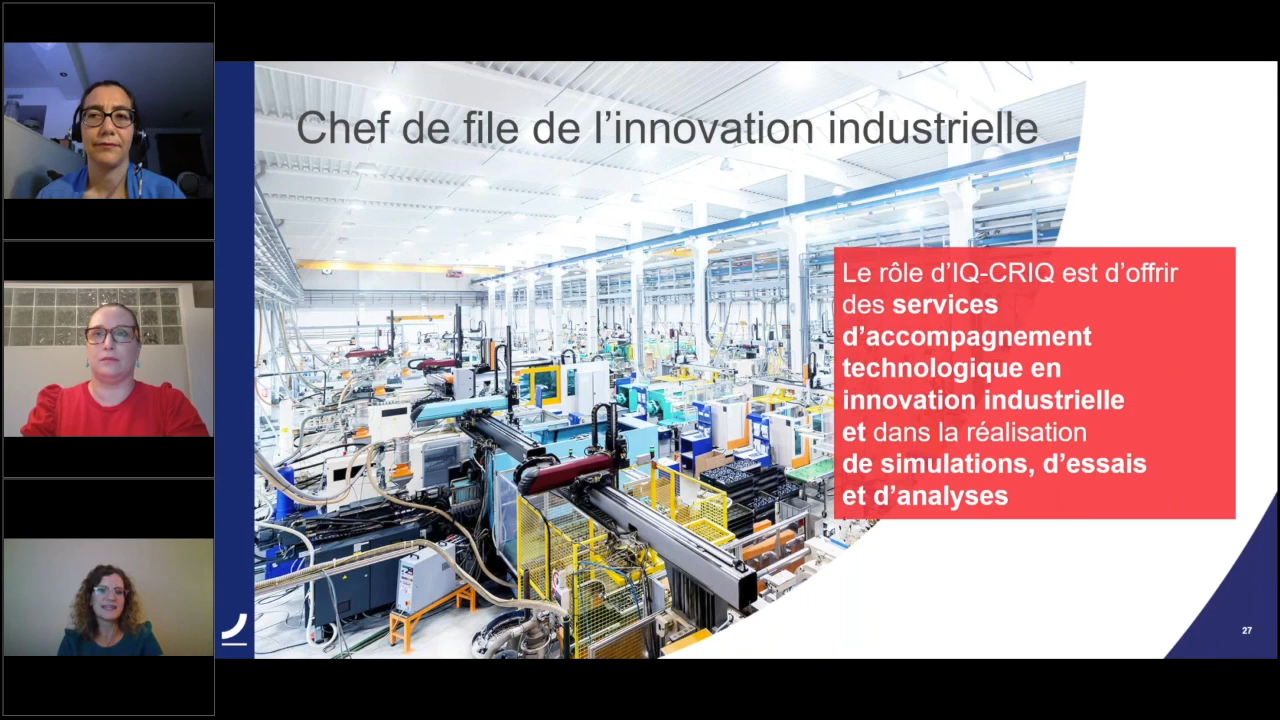 Chef de file de l’innovation industrielle
Le rôle d’IQ-CRIQ est d’offrir
des services
d’accompagnement
technologique en
innovation industrielle
et dans la réalisation
de simulations, d’essais
et d’analyses
27